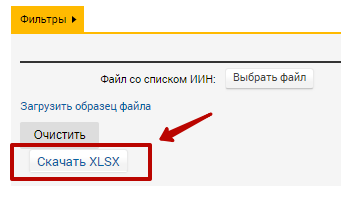 Фильтры
Файл со списком ИИН: Выбрать файл
Загрузить образец файла
Очистить
Скачать XLSX